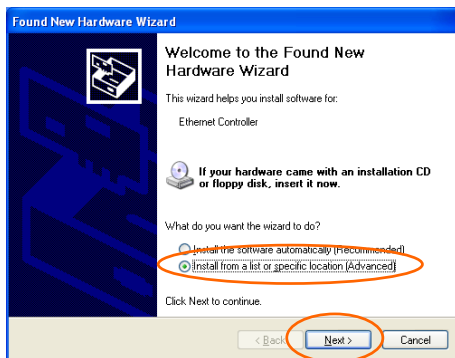 Found New Hardware Wizard
Welcome to the Found New
Hardware Wizard
This wizard helps you install software for:
Ethernet Controller
If your hardware came with an installation CD
or floppy disk, insert it now.
What do you want the wizard to do?
Install the software automatically (Recommended)
Install from a list or specific location (Advanced)
Click Next to continue.
< Back Next > Cancel